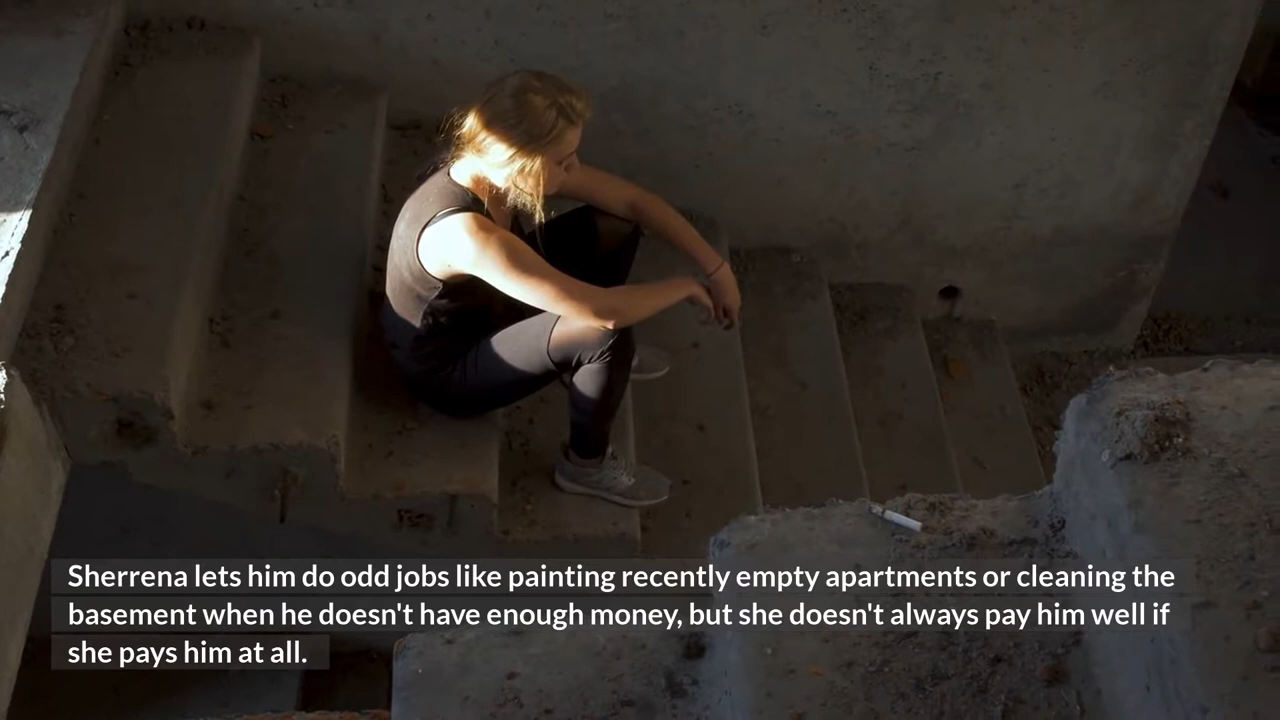 Sherrena lets him do odd jobs like painting recently empty apartments or cleaning the
basement when he doesn't have enough money, but she doesn't always pay him well if
she pays him at all.